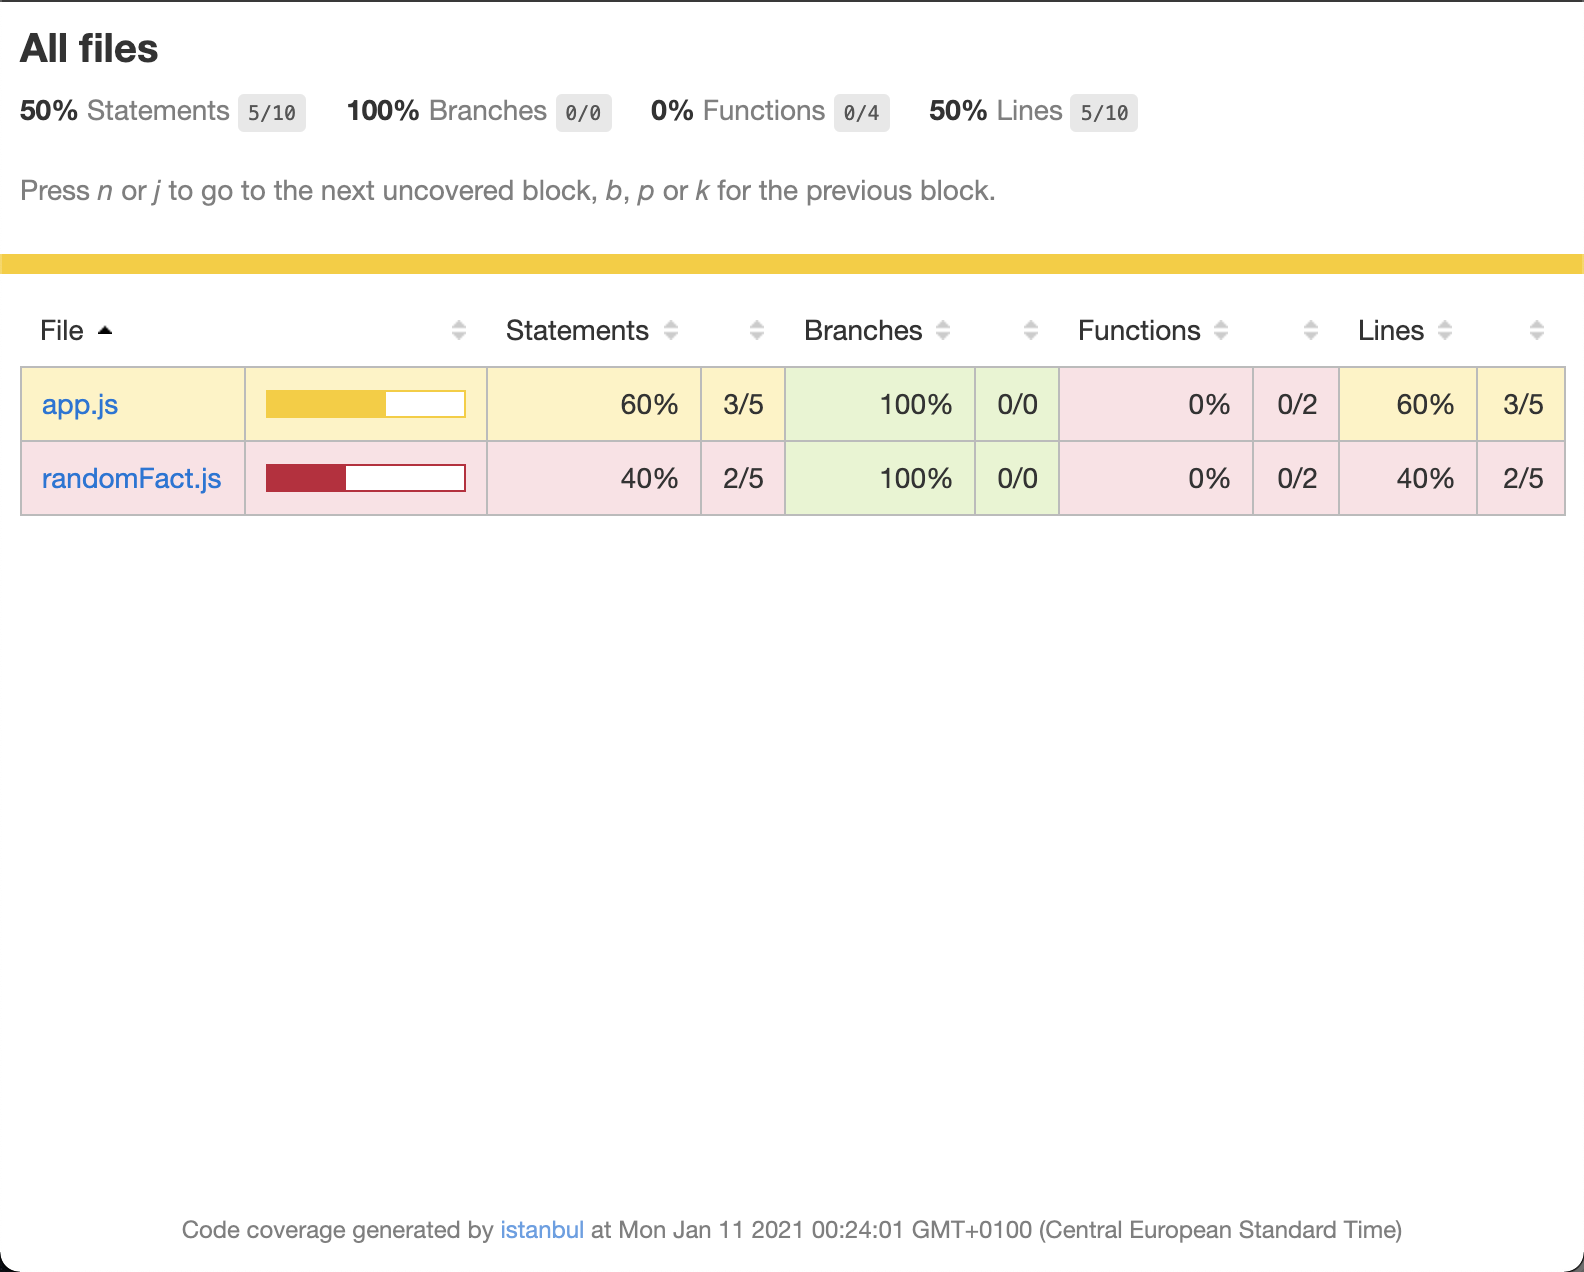 All files
50% Statements 5/10 100% Branches 0/0 0% Functions 0/4 50% Lines 5/10
Press n or j to go to the next uncovered block, b, p or k for the previous block.
File Statements Branches Functions Lines
app.js 60% 3/5 100% 0/0 0% 0/2 60% 3/5
randomFact.js 40% 2/5 100% 0/0 0% 0/2 40% 2/5
Code coverage generated by istanbul at Mon Jan 11 2021 00:24:01 GMT+0100 (Central European Standard Time)